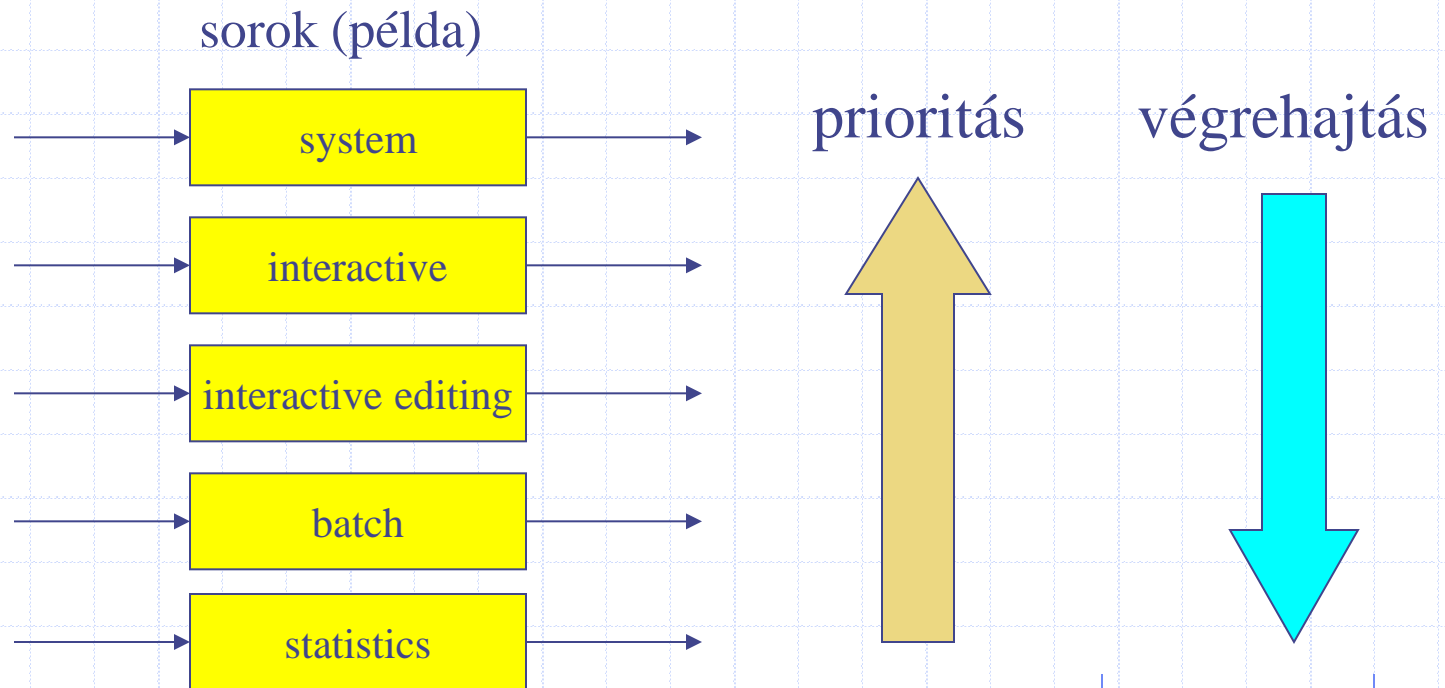 sorok (példa)
system
interactive
interactive editing
batch
statistics
prioritás
végrehajtás